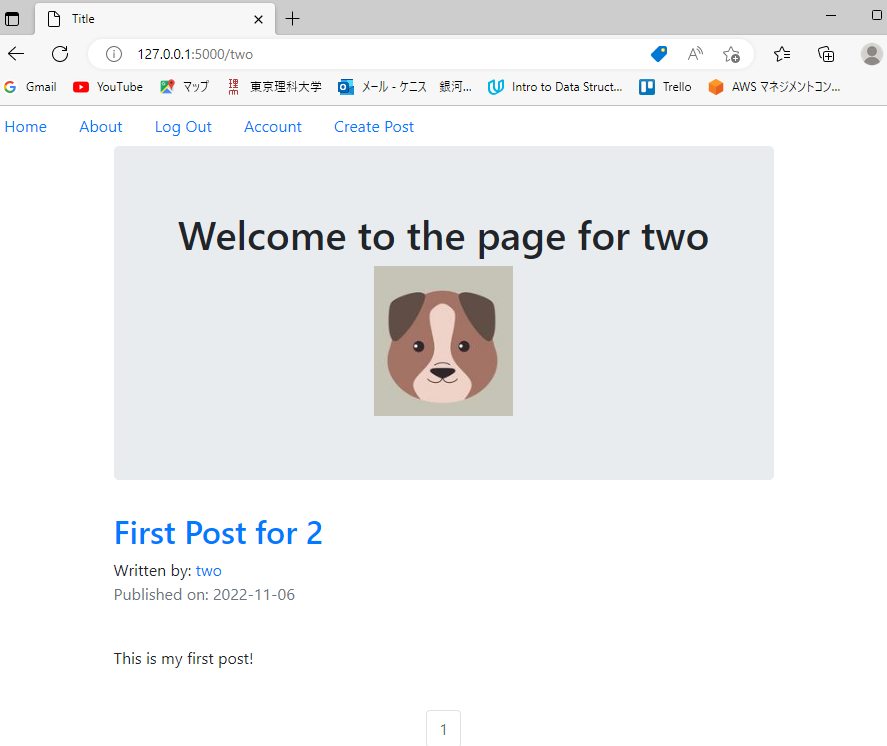 Title
127.0.0.1:5000/two
Gmail YouTube マップ 東京理科大学 メール - ケニス 銀河... Intro to Data Struct... Trello AWS マネジメントコン...
Home About Log Out Account Create Post
Welcome to the page for two
First Post for 2
Written by: two
Published on: 2022-11-06
This is my first post!
1